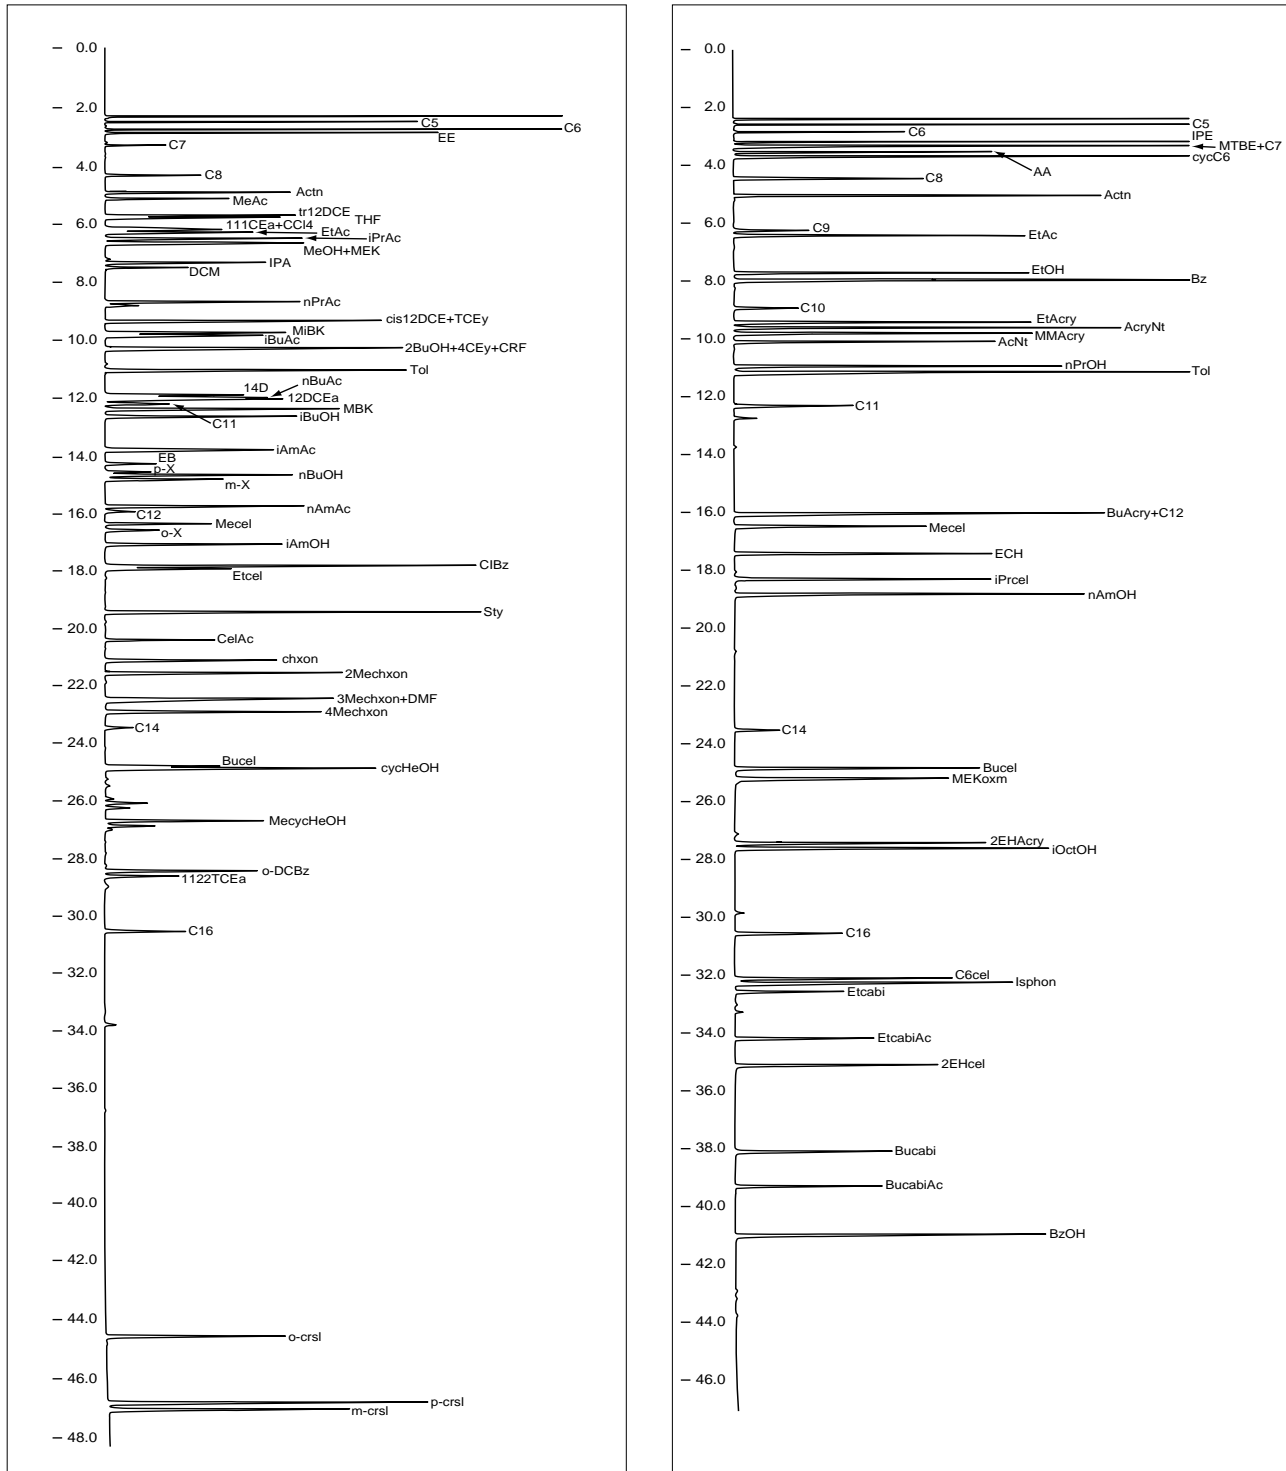 – 0.0
– 2.0
C5
C6
EE
C7
– 4.0
C8
Actn
MeAc
tr12DCE
THF
– 6.0
111CEa+CCl4
EtAc
iPrAc
MeOH+MEK
IPA
DCM
– 8.0
nPrAc
cis12DCE+TCEy
MiBK
– 10.0
iBuAc
2BuOH+4CEy+CRF
Tol
nBuAc
14D
– 12.0
12DCEa
MBK
iBuOH
C11
iAmAc
– 14.0
EB
p-X
nBuOH
m-X
nAmAc
– 16.0
C12
Mecel
o-X
iAmOH
ClBz
– 18.0
Etcel
Sty
– 20.0
CelAc
chxon
2Mechxon
– 22.0
3Mechxon+DMF
4Mechxon
C14
– 24.0
Bucel
cycHeOH
– 26.0
MecycHeOH
– 28.0
o-DCBz
1122TCEa
– 30.0
C16
– 32.0
– 34.0
– 36.0
– 38.0
– 40.0
– 42.0
– 44.0
o-crsl
– 46.0
p-crsl
m-crsl
– 48.0
– 0.0
– 2.0
C5
C6
IPE
MTBE+C7
cycC6
– 4.0
AA
C8
Actn
– 6.0
C9
EtAc
EtOH
– 8.0
Bz
C10
EtAcry
AcryNt
MMAcry
– 10.0
AcNt
nPrOH
Tol
– 12.0
C11
– 14.0
– 16.0
BuAcry+C12
Mecel
ECH
– 18.0
iPrcel
nAmOH
– 20.0
– 22.0
C14
– 24.0
Bucel
MEKoxm
– 26.0
2EHAcry
iOctOH
– 28.0
– 30.0
C16
– 32.0
C6cel
Isphon
Etcabi
– 34.0
EtcabiAc
2EHcel
– 36.0
– 38.0
Bucabi
BucabiAc
– 40.0
BzOH
– 42.0
– 44.0
– 46.0